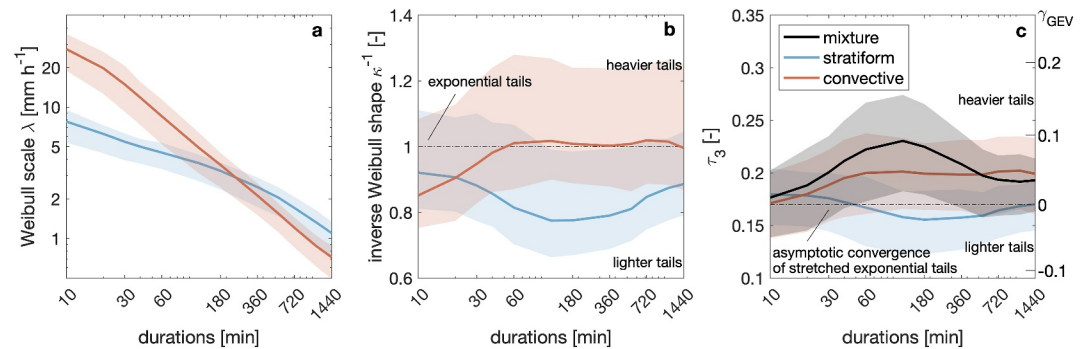 a
Weibull scale λ [mm h⁻¹]
20
10
5
2
1
10
30
60
180
360
720
1440
durations [min]
b
inverse Weibull shape κ⁻¹ [-]
1.4
1.2
1
0.8
0.6
heavier tails
exponential tails
lighter tails
10
30
60
180
360
720
1440
durations [min]
c
τ₃ [-]
0.35
0.3
0.25
0.2
0.15
0.1
mixture
stratiform
convective
γGEV
0.2
0.1
0
-0.1
heavier tails
lighter tails
asymptotic convergence
of stretched exponential tails
10
30
60
180
360
720
1440
durations [min]